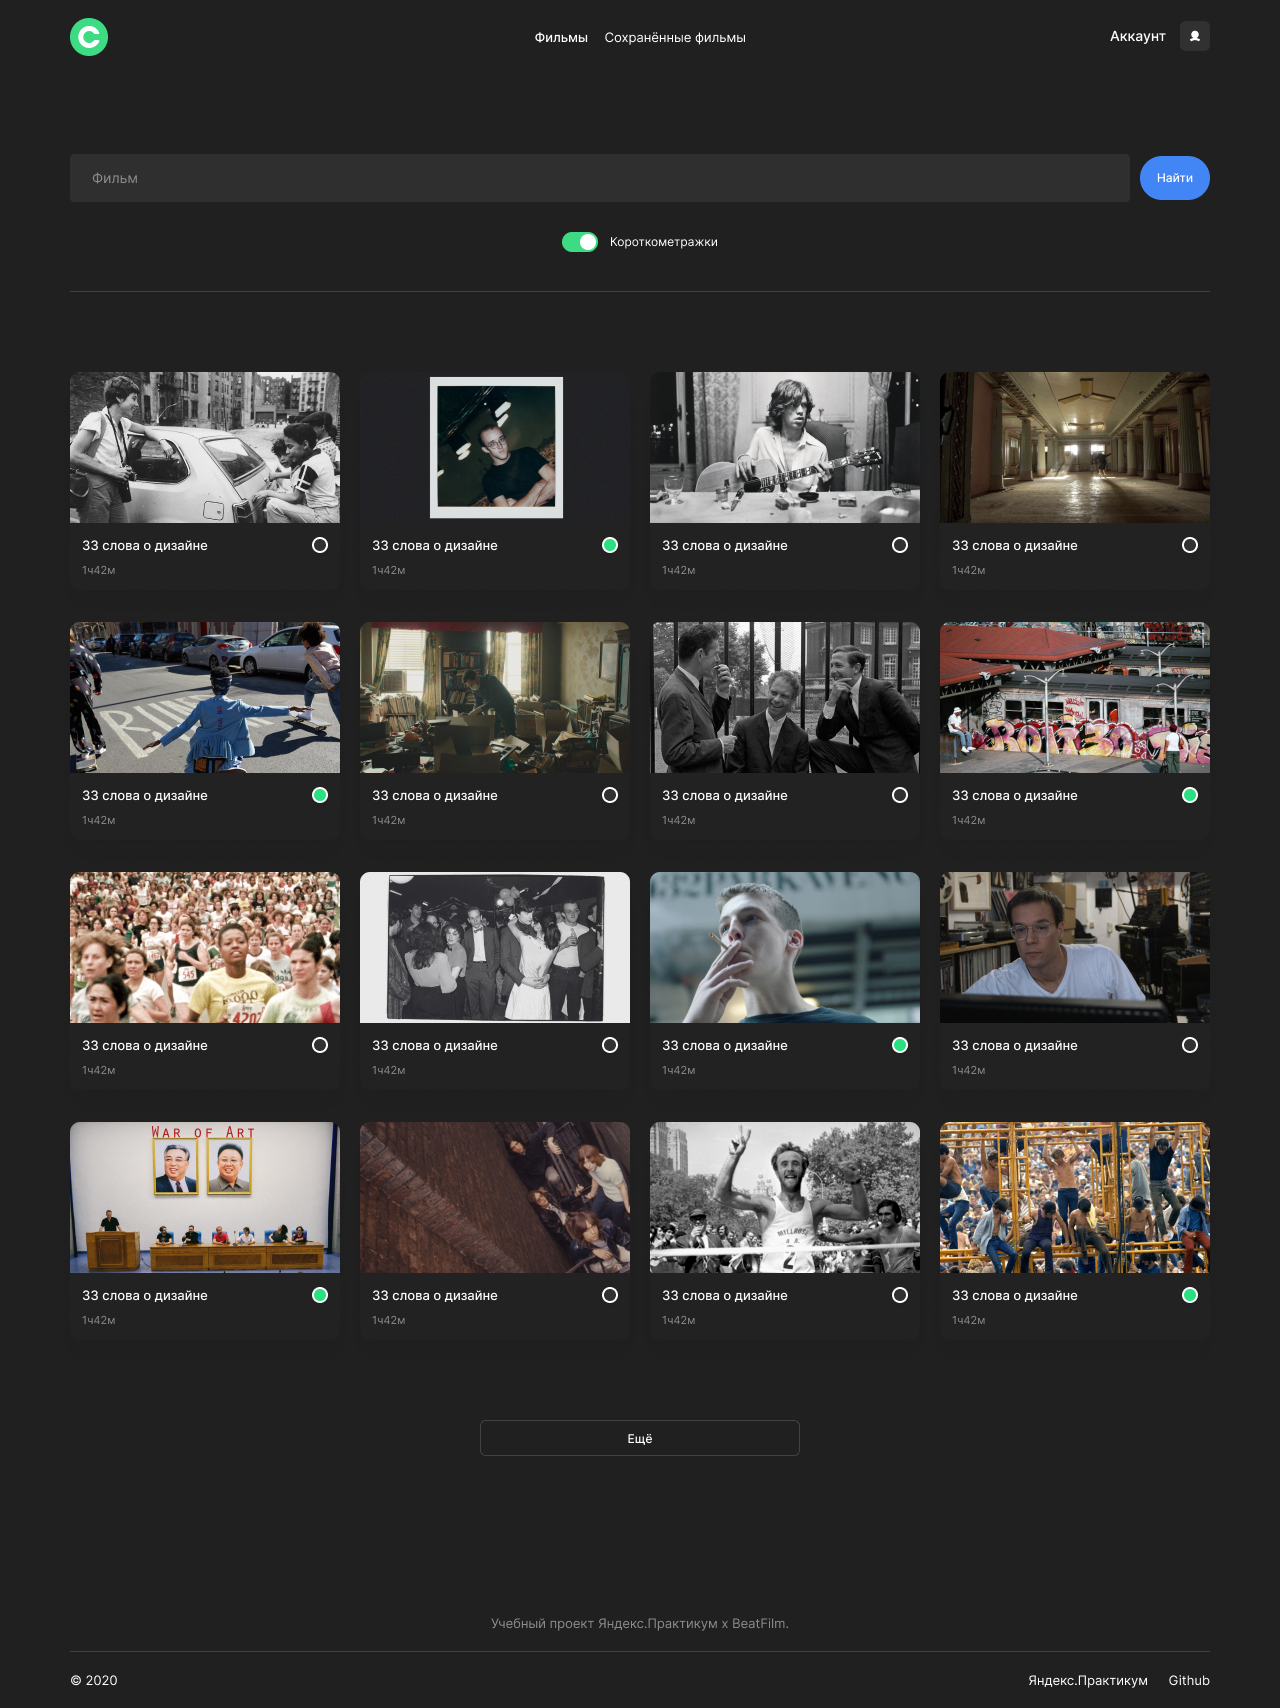 Фильмы Сохранённые фильмы Аккаунт
Фильм Найти
Короткометражки
33 слова о дизайне 33 слова о дизайне 33 слова о дизайне 33 слова о дизайне
1ч42м 1ч42м 1ч42м 1ч42м
33 слова о дизайне 33 слова о дизайне 33 слова о дизайне 33 слова о дизайне
1ч42м 1ч42м 1ч42м 1ч42м
545
33 слова о дизайне 33 слова о дизайне 33 слова о дизайне 33 слова о дизайне
1ч42м 1ч42м 1ч42м 1ч42м
WAR OF ART
33 слова о дизайне 33 слова о дизайне 33 слова о дизайне 33 слова о дизайне
1ч42м 1ч42м 1ч42м 1ч42м
Ещё
Учебный проект Яндекс.Практикум x BeatFilm.
© 2020 Яндекс.Практикум Github